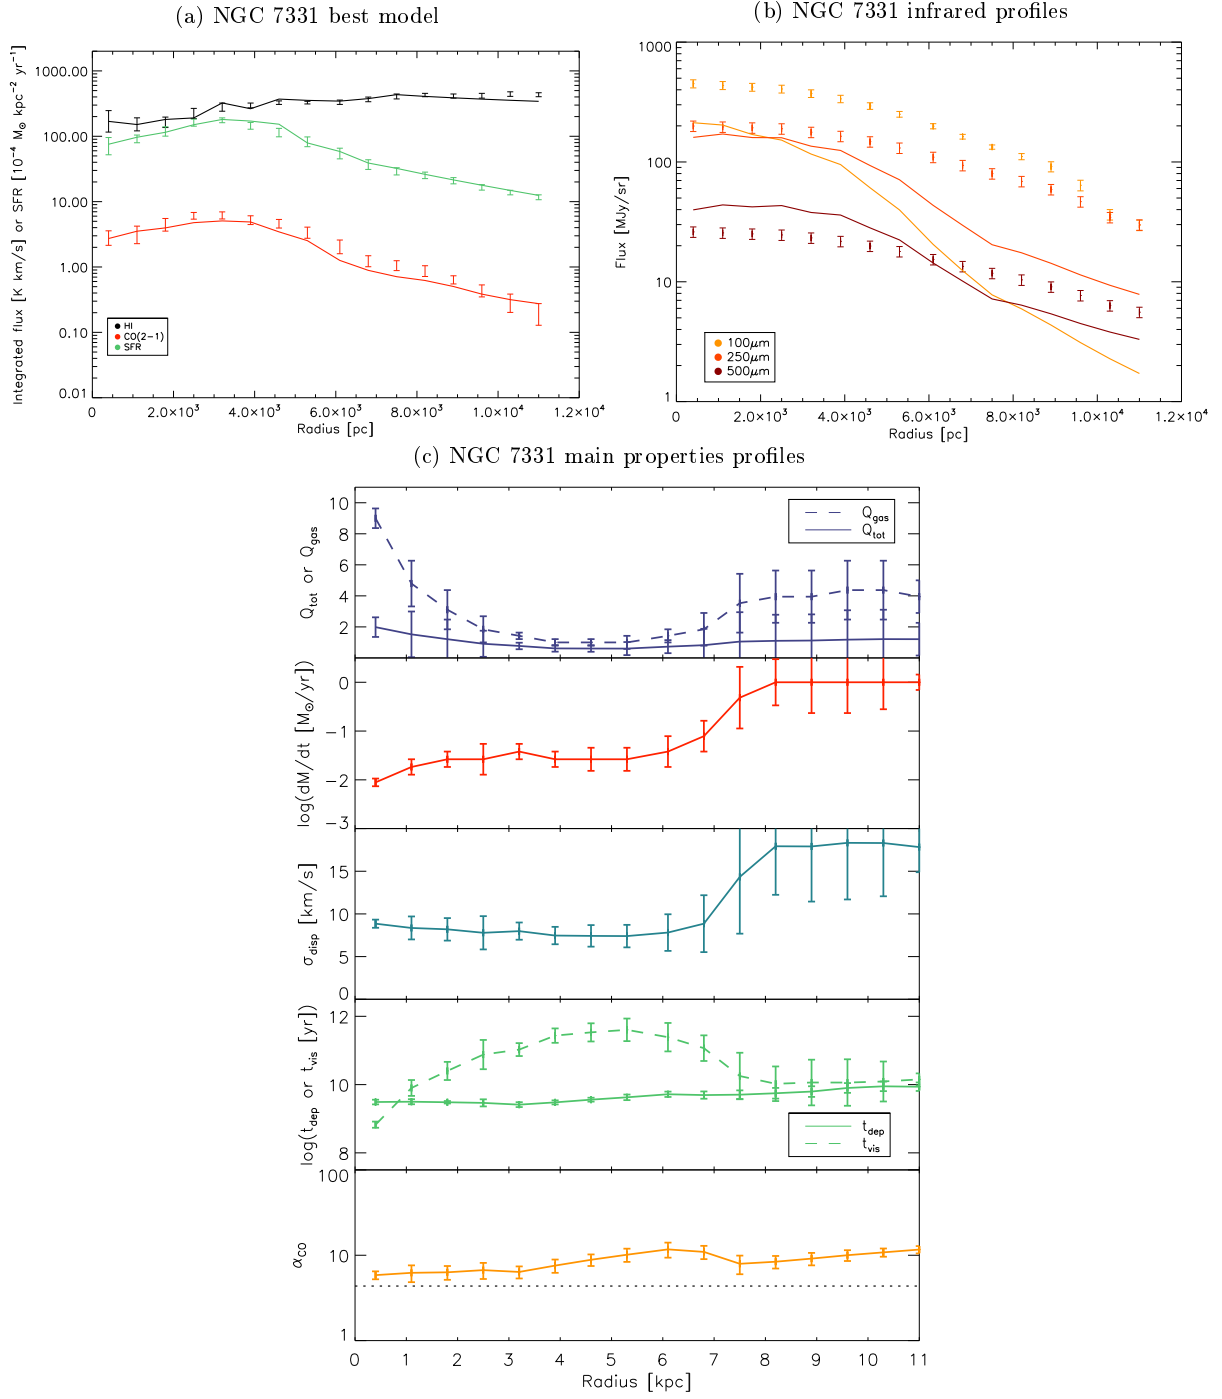 (a) NGC 7331 best model
Integrated flux [K km/s] or SFR [10⁻⁴ M⊙ kpc⁻² yr⁻¹]
1000.00
100.00
10.00
1.00
0.10
0.01
HI
CO(2−1)
SFR
0 2.0×10³ 4.0×10³ 6.0×10³ 8.0×10³ 1.0×10⁴ 1.2×10⁴
Radius [pc]
(b) NGC 7331 infrared profiles
Flux [MJy/sr]
1000
100
10
1
100μm
250μm
500μm
0 2.0×10³ 4.0×10³ 6.0×10³ 8.0×10³ 1.0×10⁴ 1.2×10⁴
Radius [pc]
(c) NGC 7331 main properties profiles
Q_tot or Q_gas
10
8
6
4
2
Q_gas
Q_tot
log(dM/dt [M⊙/yr])
0
−1
−2
−3
σ_disp [km/s]
15
10
5
0
log(t_dep or t_vis [yr])
12
10
8
t_dep
t_vis
α_CO
100
10
1
0 1 2 3 4 5 6 7 8 9 10 11
Radius [kpc]